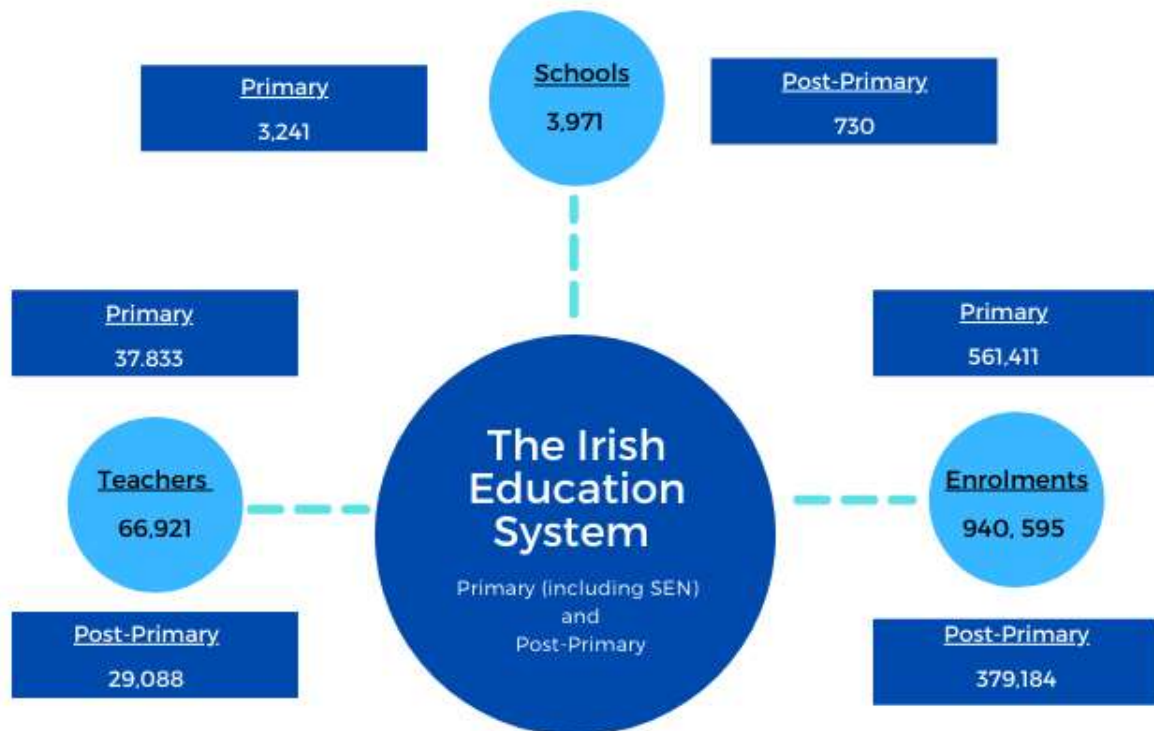 Schools
3,971
Primary
3,241
Post-Primary
730
Primary
37.833
Teachers
66,921
Post-Primary
29,088
The Irish
Education
System
Primary (including SEN)
and
Post-Primary
Primary
561,411
Enrolments
940, 595
Post-Primary
379,184